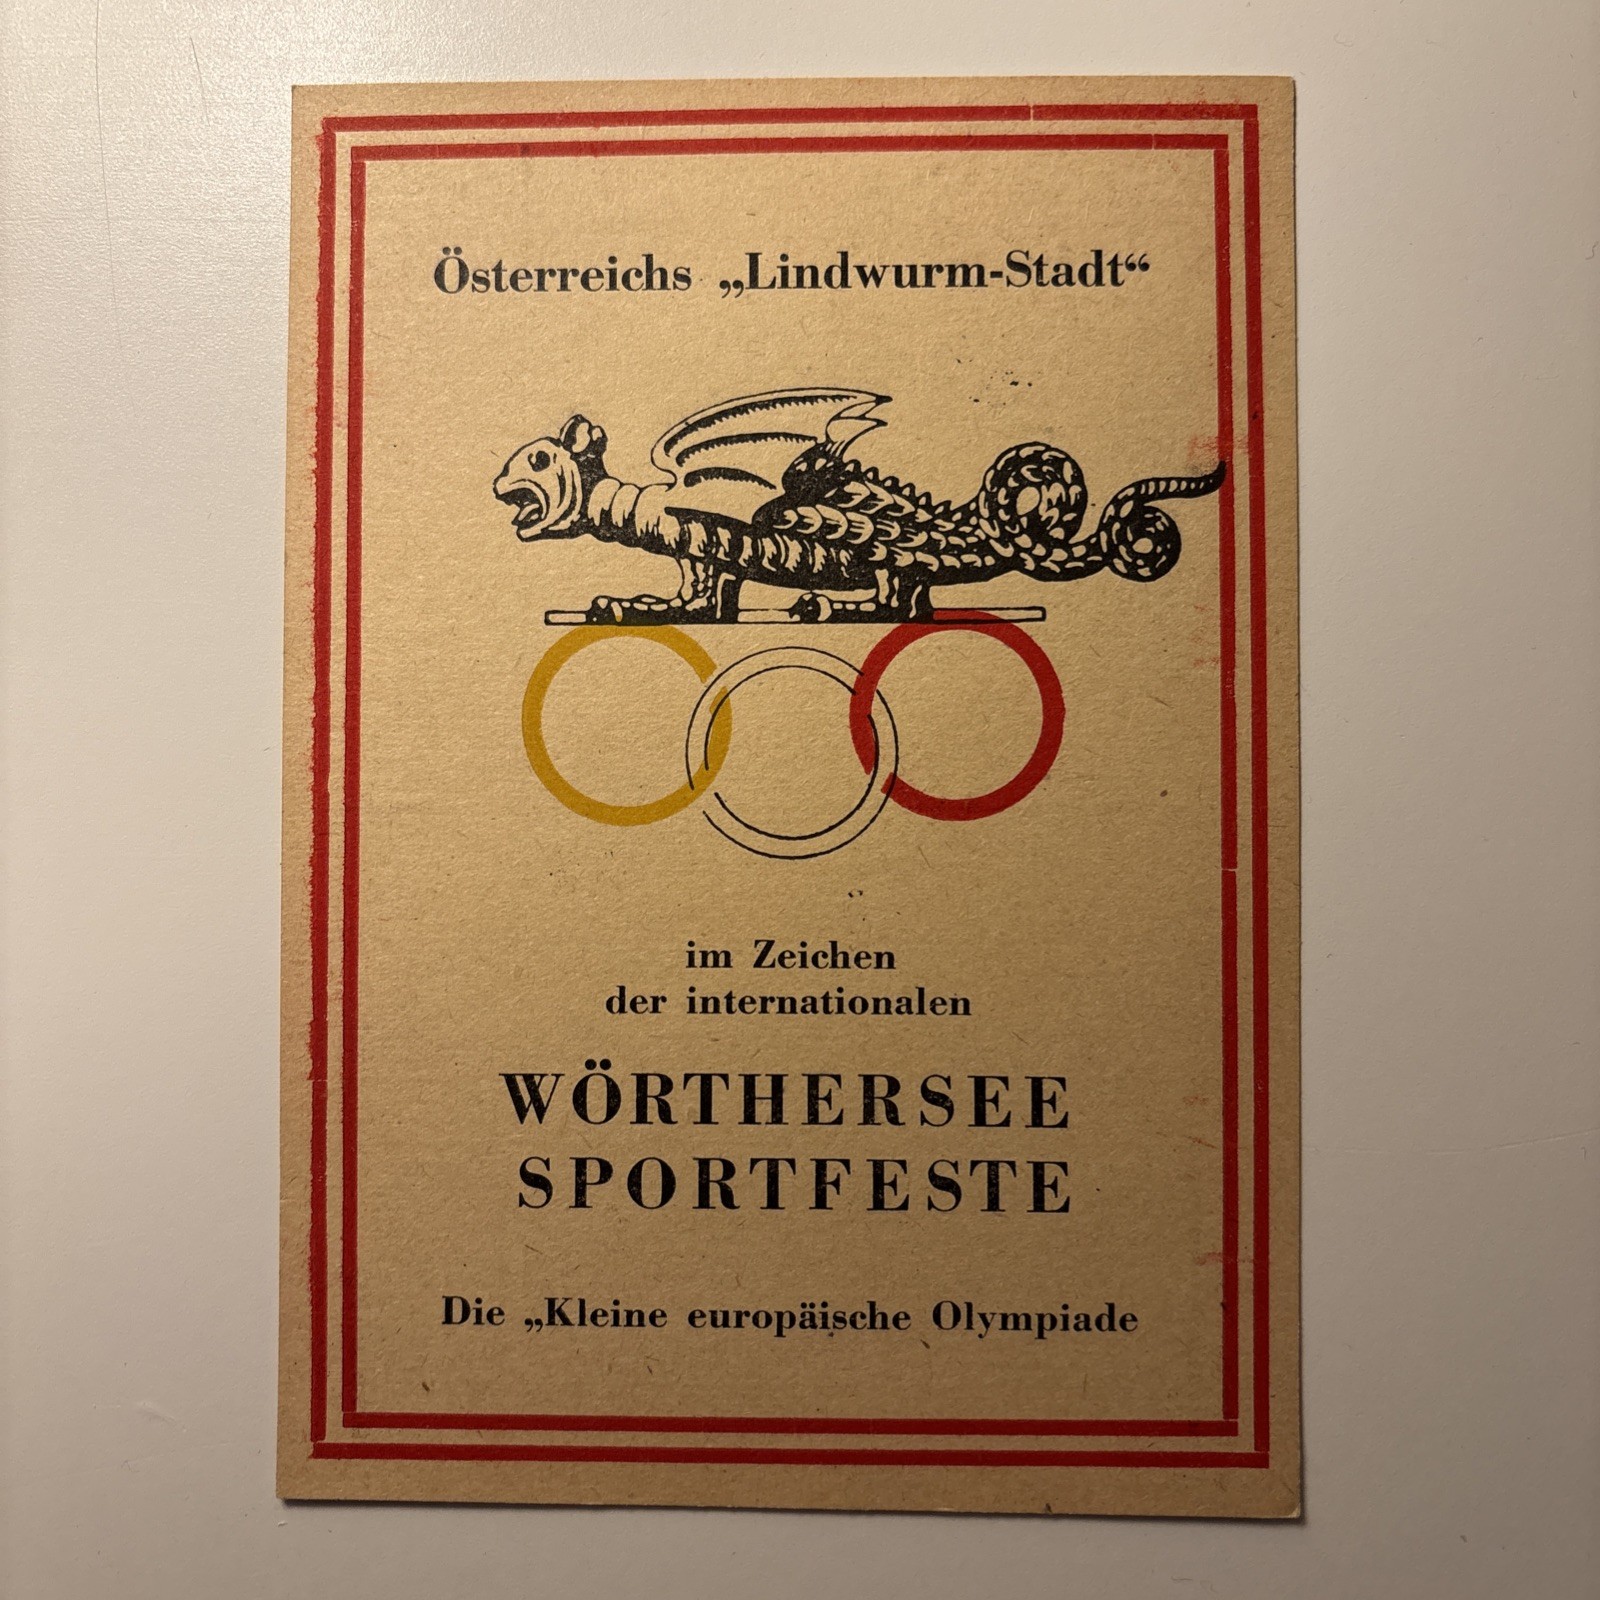 Österreichs „Lindwurm-Stadt“
im Zeichen
der internationalen
WÖRTHERSEE
SPORTFESTE
Die „Kleine europäische Olympiade